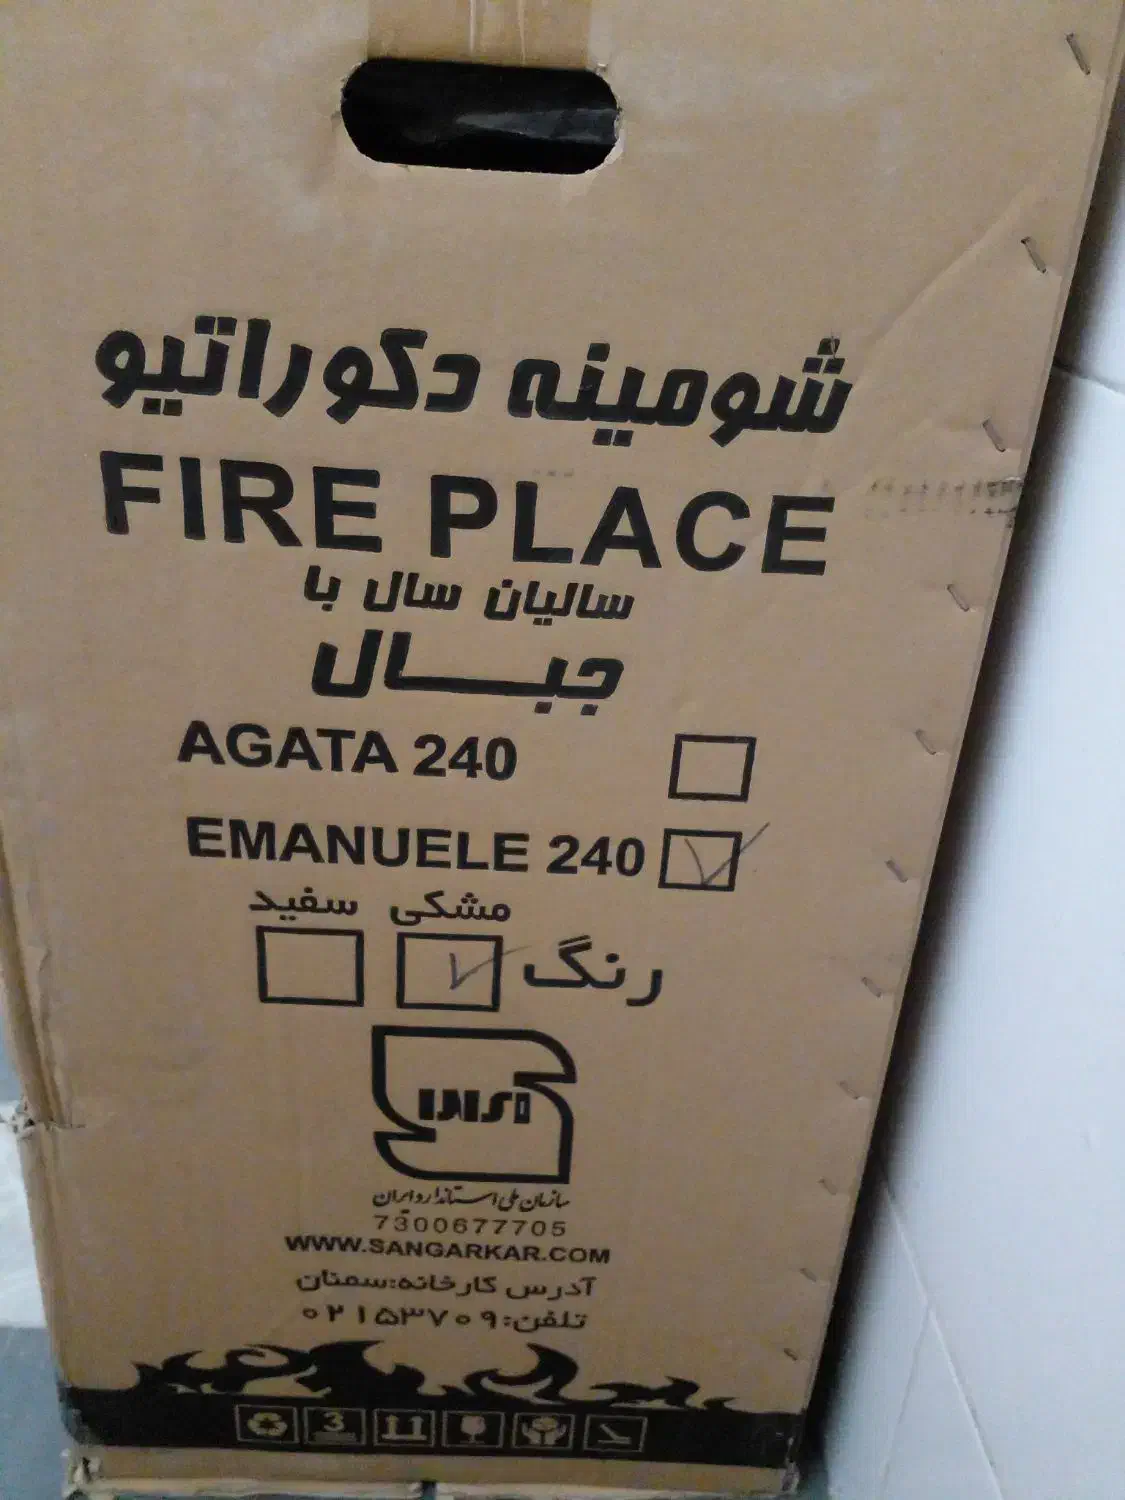 شومینه دکوراتیو
FIRE PLACE
سالیان سال با
جبال
AGATA 240
EMANUELE 240
مشکی سفید
رنگ
سازمان ملی استاندارد ایران
7300677705
WWW.SANGARKAR.COM
آدرس کارخانه:سمنان
تلفن:۰۲۱۵۳۷۰۹
3